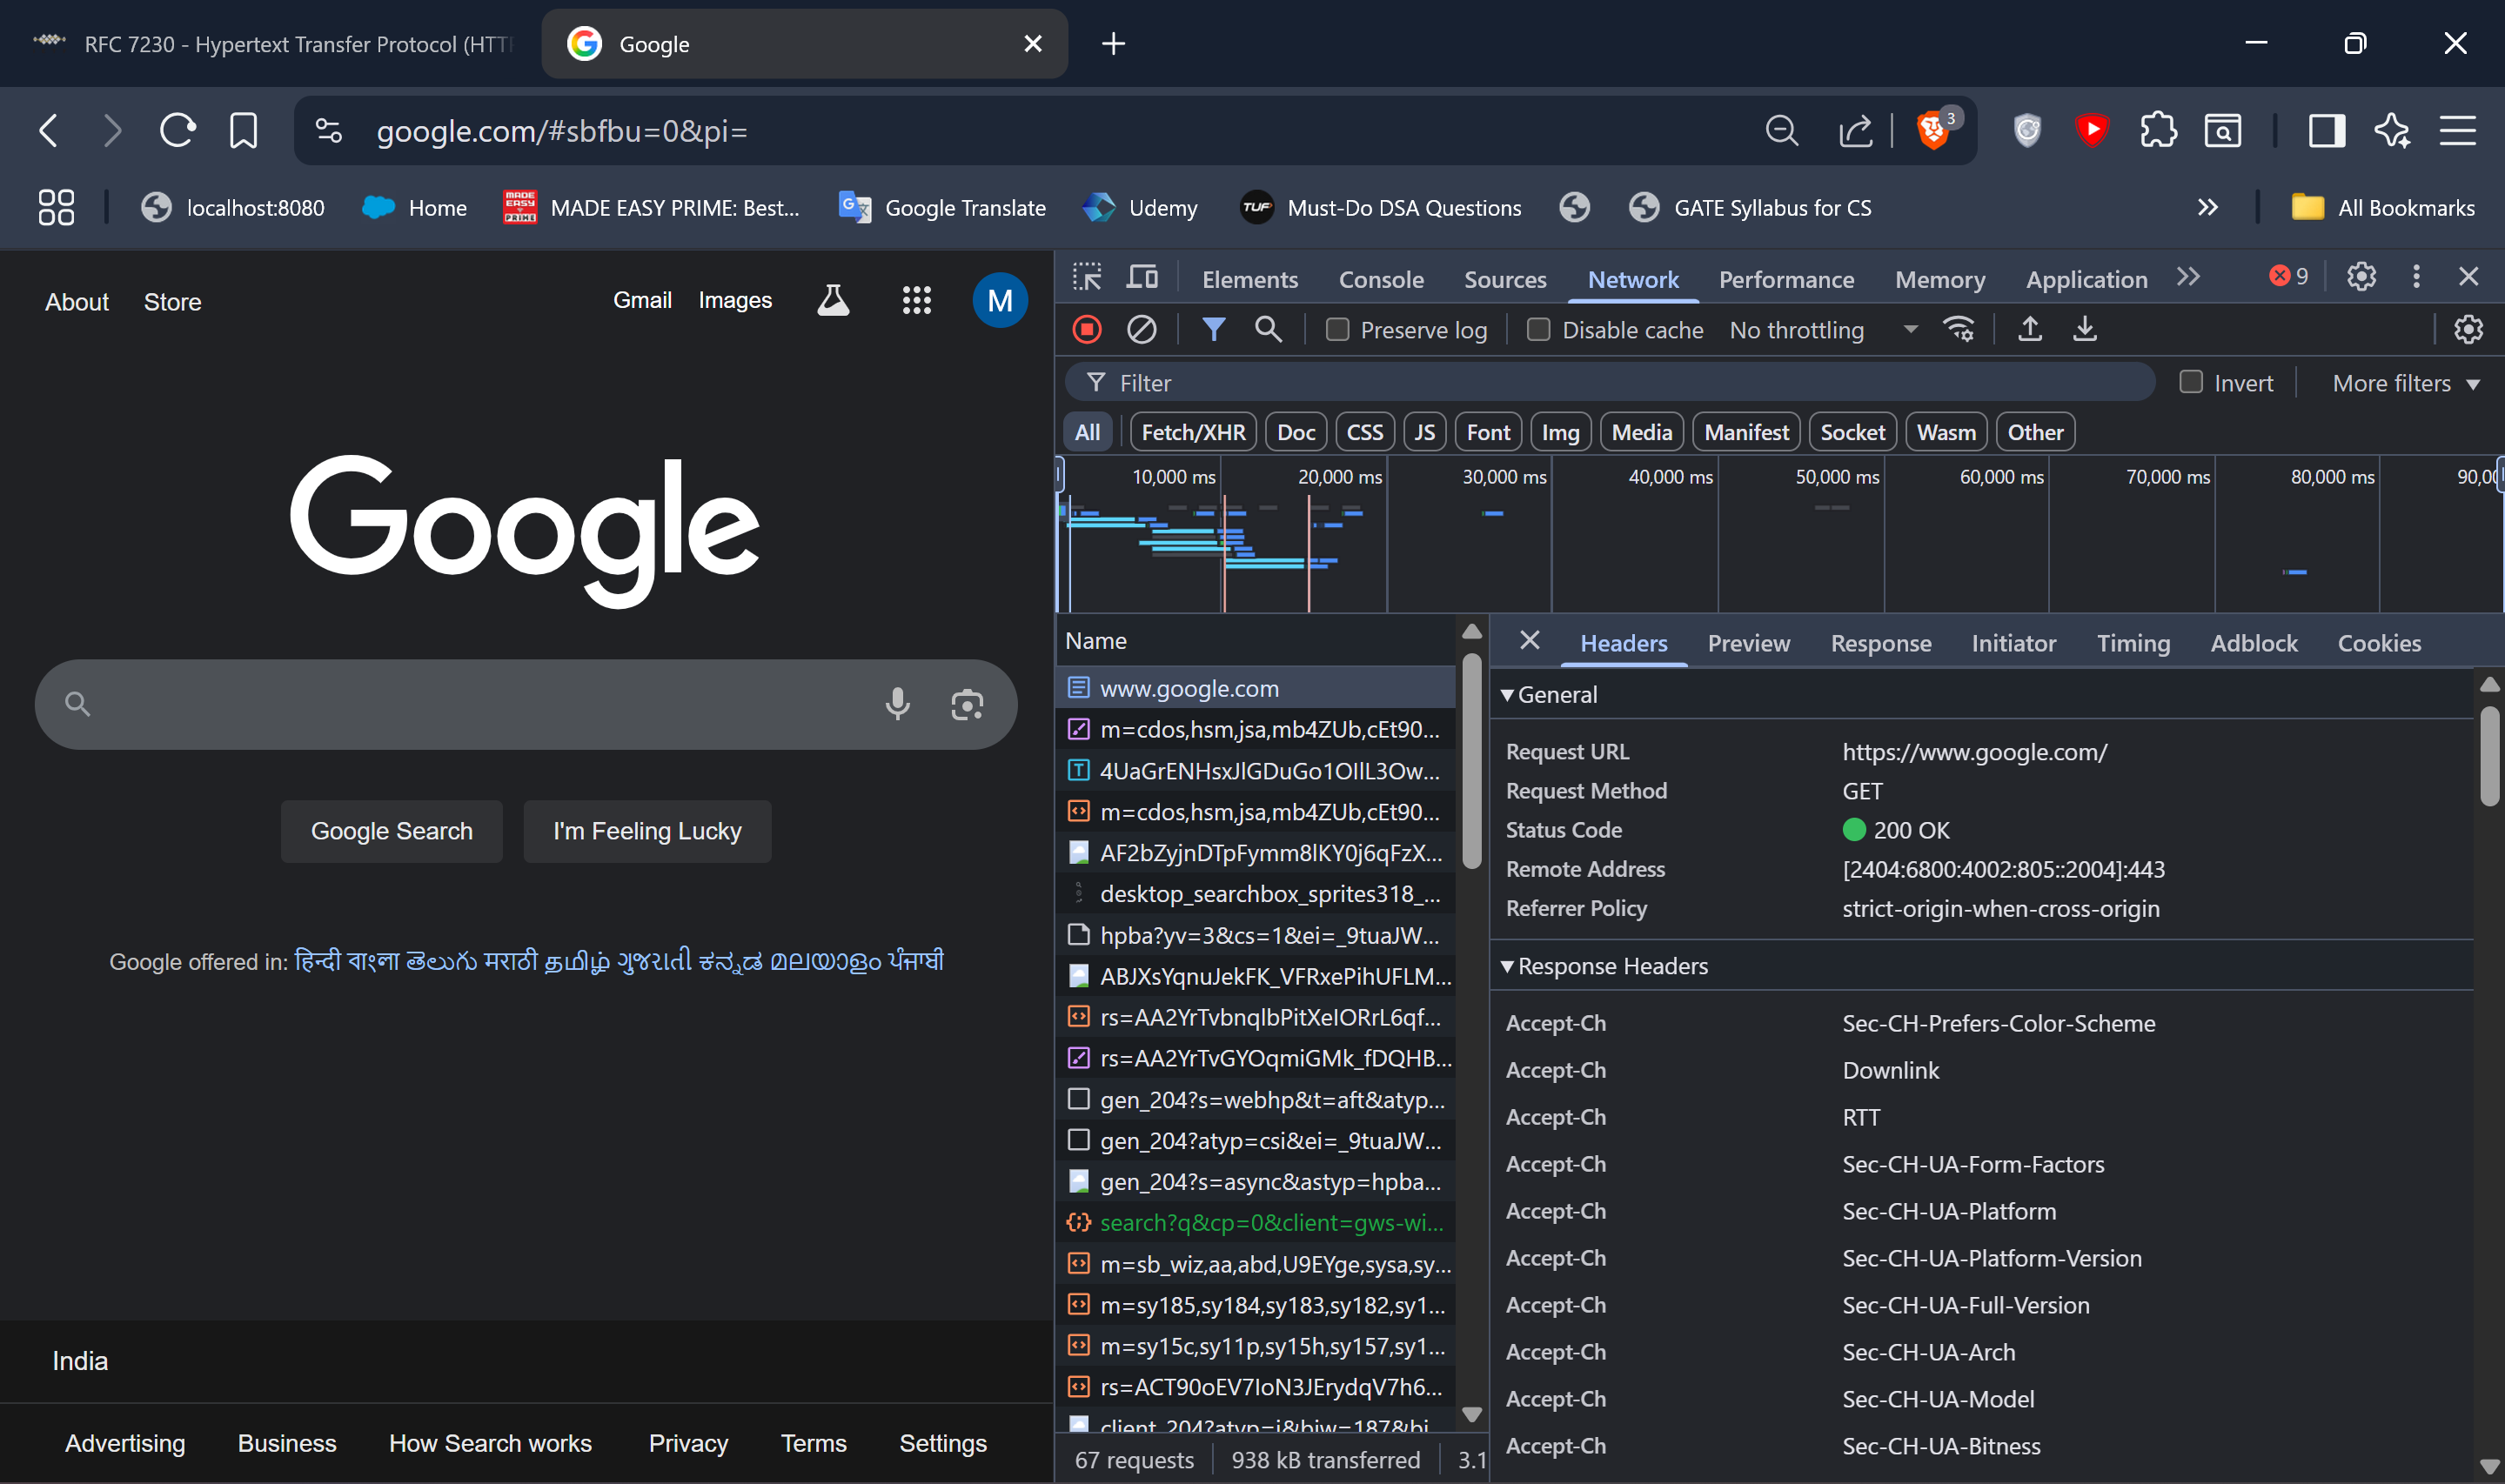 RFC 7230 - Hypertext Transfer Protocol (HTT
Google
google.com/#sbfbu=0&pi=
3
localhost:8080
Home
MADE EASY PRIME: Best...
Google Translate
Udemy
TUF
Must-Do DSA Questions
GATE Syllabus for CS
All Bookmarks
About
Store
Gmail
Images
M
Google
Google Search
I'm Feeling Lucky
Google offered in: हिन्दी বাংলা తెలుగు मराठी தமிழ் ગુજરાતી ಕನ್ನಡ മലയാളം ਪੰਜਾਬੀ
India
Advertising
Business
How Search works
Privacy
Terms
Settings
Elements
Console
Sources
Network
Performance
Memory
Application
9
Preserve log
Disable cache
No throttling
Filter
Invert
More filters
All
Fetch/XHR
Doc
CSS
JS
Font
Img
Media
Manifest
Socket
Wasm
Other
10,000 ms
20,000 ms
30,000 ms
40,000 ms
50,000 ms
60,000 ms
70,000 ms
80,000 ms
90,0
Name
www.google.com
m=cdos,hsm,jsa,mb4ZUb,cEt90...
4UaGrENHsxJlGDuGo1OIlL3Ow...
m=cdos,hsm,jsa,mb4ZUb,cEt90...
AF2bZyjnDTpFymm8lKY0j6qFzX...
desktop_searchbox_sprites318_...
hpba?yv=3&cs=1&ei=_9tuaJW...
ABJXsYqnuJekFK_VFRxePihUFLM...
rs=AA2YrTvbnqlbPitXeIORrL6qf...
rs=AA2YrTvGYOqmiGMk_fDQHB...
gen_204?s=webhp&t=aft&atyp...
gen_204?atyp=csi&ei=_9tuaJW...
gen_204?s=async&astyp=hpba...
search?q&cp=0&client=gws-wi...
m=sb_wiz,aa,abd,U9EYge,sysa,sy...
m=sy185,sy184,sy183,sy182,sy1...
m=sy15c,sy11p,sy15h,sy157,sy1...
rs=ACT90oEV7IoN3JErydqV7h6...
client_204?atyp=i&biw=187&bi
67 requests
938 kB transferred
3.1
Headers
Preview
Response
Initiator
Timing
Adblock
Cookies
General
Request URL
https://www.google.com/
Request Method
GET
Status Code
200 OK
Remote Address
[2404:6800:4002:805::2004]:443
Referrer Policy
strict-origin-when-cross-origin
Response Headers
Accept-Ch
Sec-CH-Prefers-Color-Scheme
Accept-Ch
Downlink
Accept-Ch
RTT
Accept-Ch
Sec-CH-UA-Form-Factors
Accept-Ch
Sec-CH-UA-Platform
Accept-Ch
Sec-CH-UA-Platform-Version
Accept-Ch
Sec-CH-UA-Full-Version
Accept-Ch
Sec-CH-UA-Arch
Accept-Ch
Sec-CH-UA-Model
Accept-Ch
Sec-CH-UA-Bitness